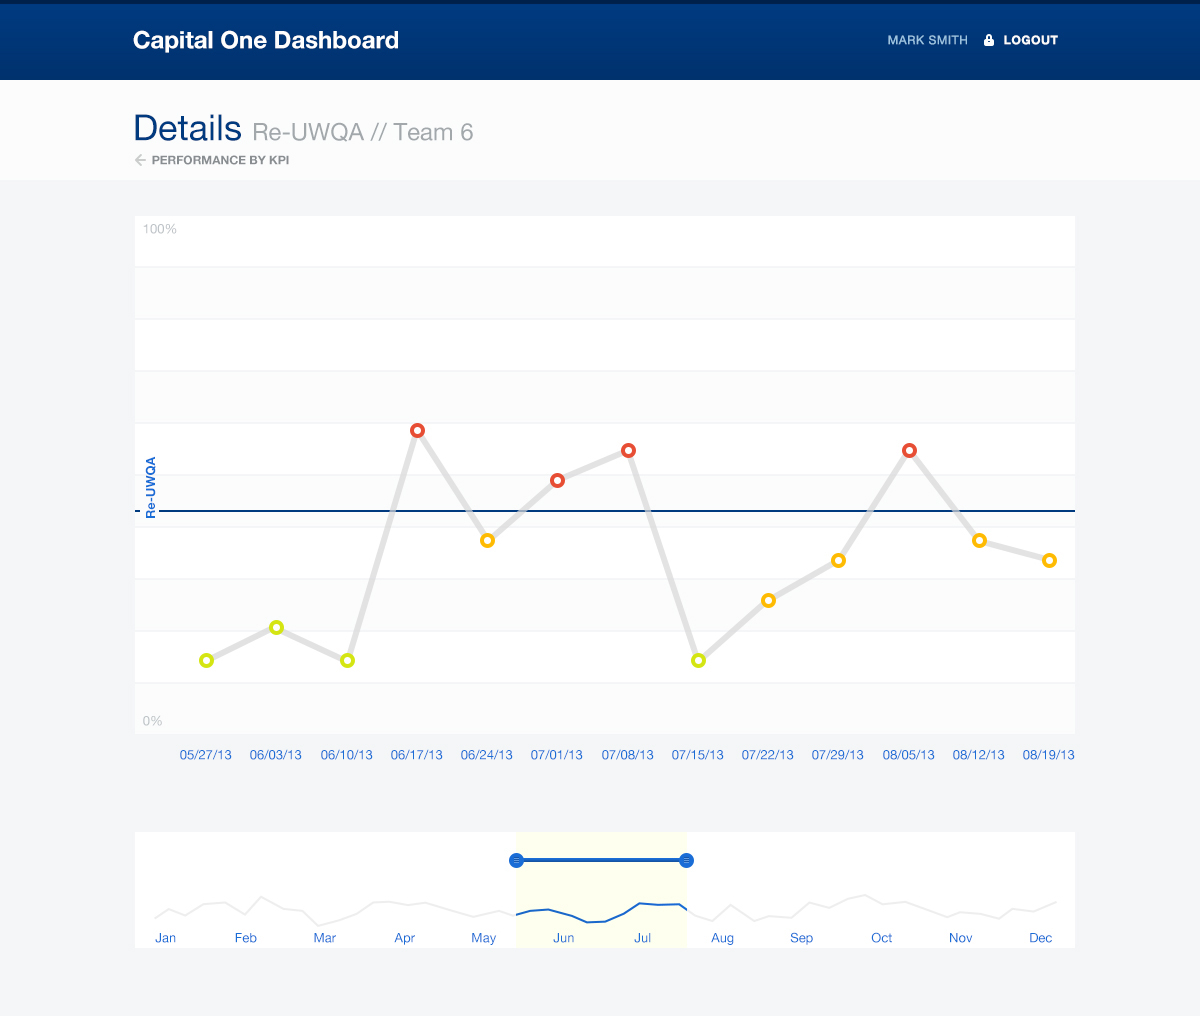 Capital One Dashboard
MARK SMITH LOGOUT
Details Re-UWQA // Team 6
PERFORMANCE BY KPI
100%
Re-UWQA
0%
05/27/13 06/03/13 06/10/13 06/17/13 06/24/13 07/01/13 07/08/13 07/15/13 07/22/13 07/29/13 08/05/13 08/12/13 08/19/13
Jan Feb Mar Apr May Jun Jul Aug Sep Oct Nov Dec